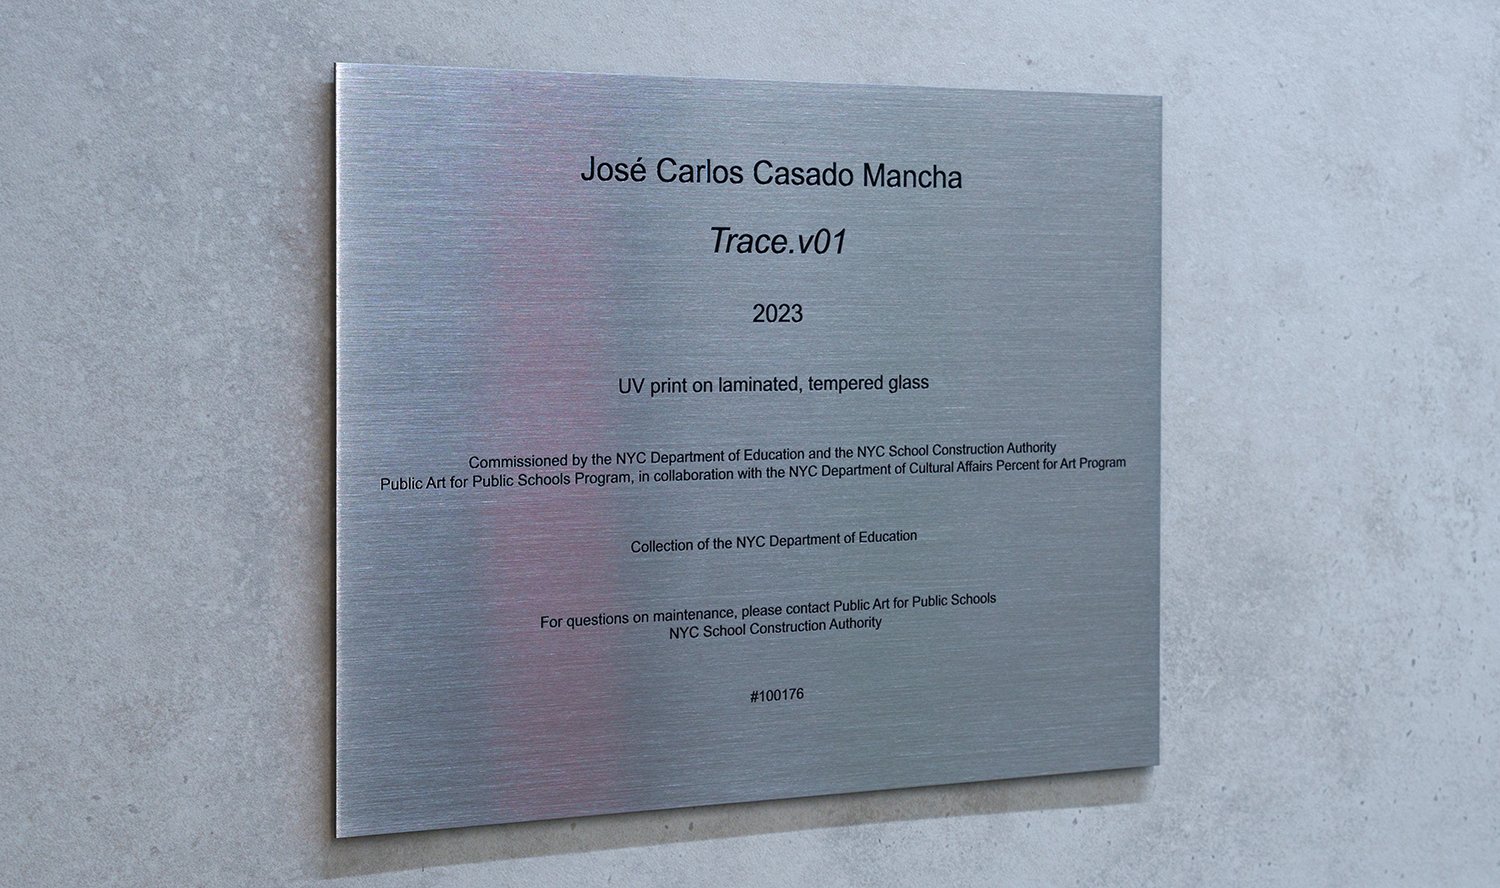 José Carlos Casado Mancha
Trace.v01
2023
UV print on laminated, tempered glass
Commissioned by the NYC Department of Education and the NYC School Construction Authority
Public Art for Public Schools Program, in collaboration with the NYC Department of Cultural Affairs Percent for Art Program
Collection of the NYC Department of Education
For questions on maintenance, please contact Public Art for Public Schools
NYC School Construction Authority
#100176